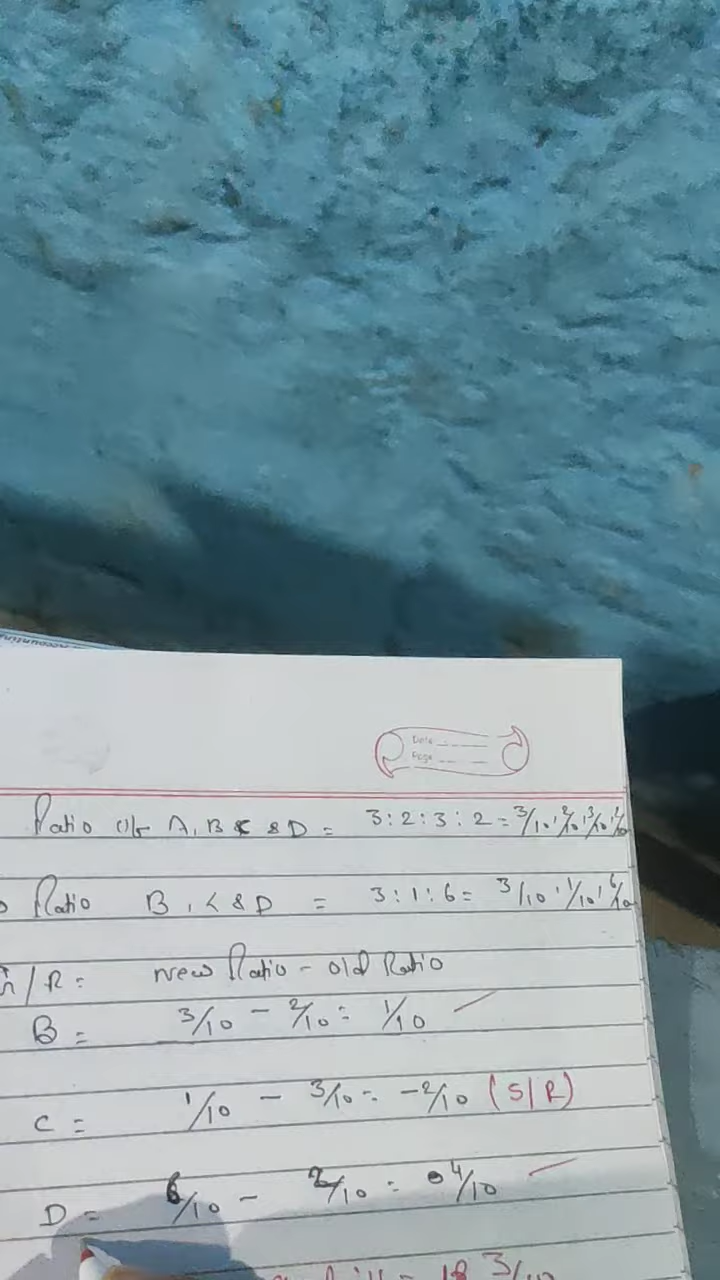 Accountin
Date
Page
Ratio of A, B C & D = 3:2:3:2 = 3/10, 2/10, 3/10, 2/10
Ratio B, C & D = 3:1:6 = 3/10, 1/10, 6/10
/R = new Ratio - old Ratio
B = 3/10 - 2/10 = 1/10
C = 1/10 - 3/10 = -2/10 (S/R)
D = 6/10 - 2/10 = 4/10